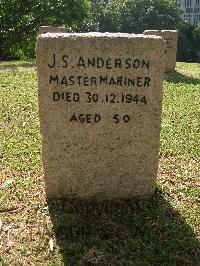 J.S. ANDERSON
MASTER MARINER
DIED 30.12.1944
AGED 50